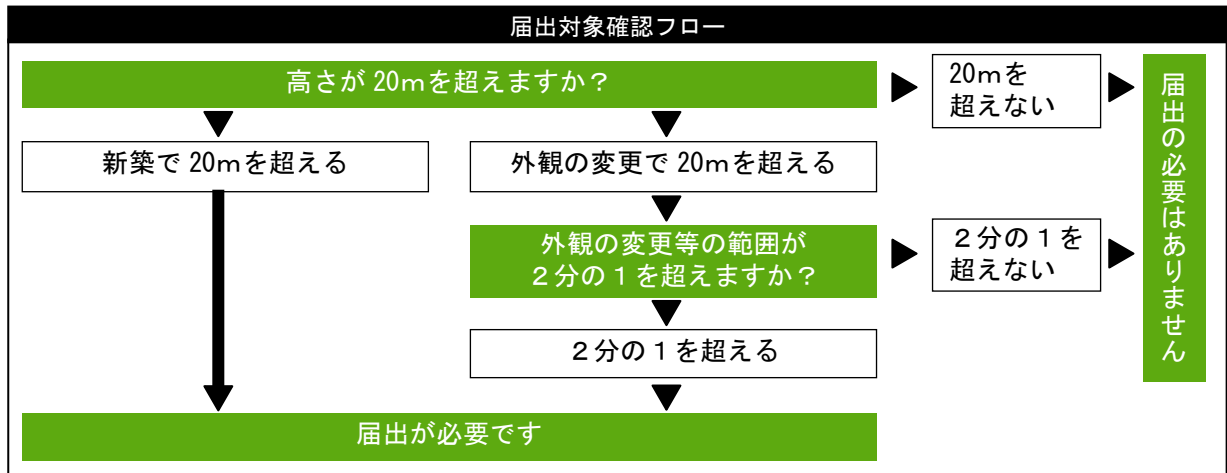 届出対象確認フロー
高さが 20mを超えますか？
20mを
超えない
届出の必要はありません
新築で 20mを超える
外観の変更で 20mを超える
外観の変更等の範囲が
２分の１を超えますか？
２分の１を
超えない
２分の１を超える
届出が必要です